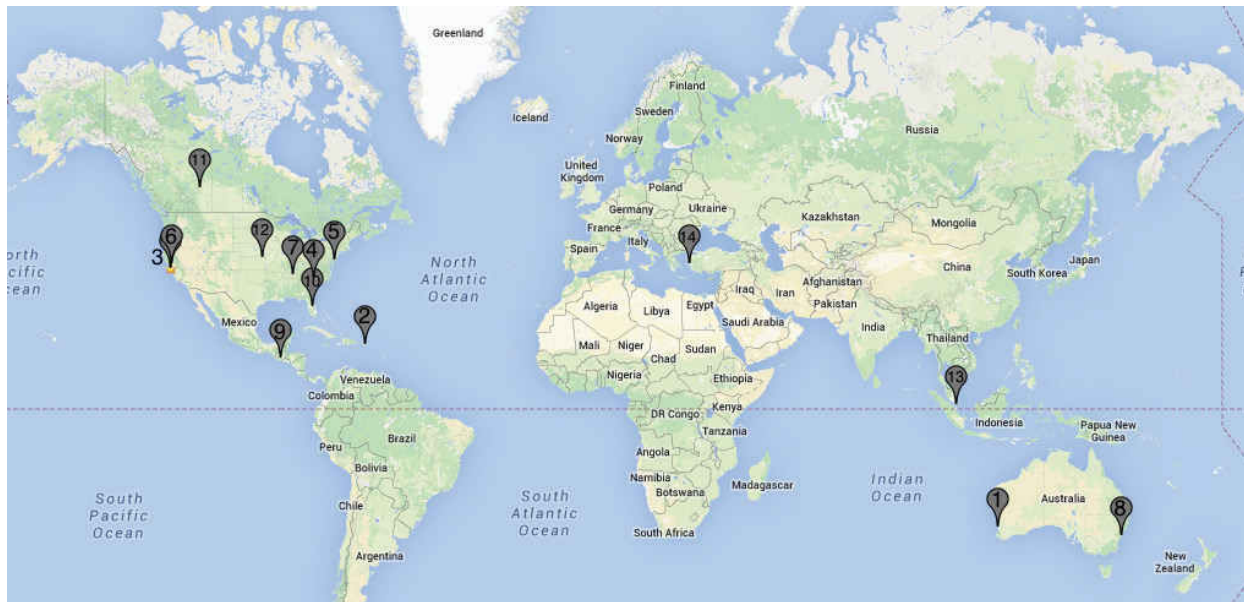 Greenland
Finland
Iceland
Sweden
Russia
Norway
11
United
Kingdom
Poland
Germany
Ukraine
Kazakhstan
Mongolia
France
12
5
6
7
4
14
3
Italy
Spain
orth
cific
ean
North
Atlantic
Ocean
China
South Korea
Japan
10
Iraq
Iran
Afghanistan
Pakistan
Algeria
Libya
Egypt
Saudi Arabia
India
Mexico
9
2
Mali
Niger
Chad
Sudan
Thailand
Venezuela
Colombia
Nigeria
Ethiopia
13
DR Congo
Kenya
Tanzania
Indonesia
Papua New
Guinea
Brazil
Peru
Bolivia
Angola
Namibia
Botswana
Madagascar
Indian
Ocean
South
Pacific
Ocean
Chile
South
Atlantic
Ocean
South Africa
1
Australia
8
Argentina
New
Zealand